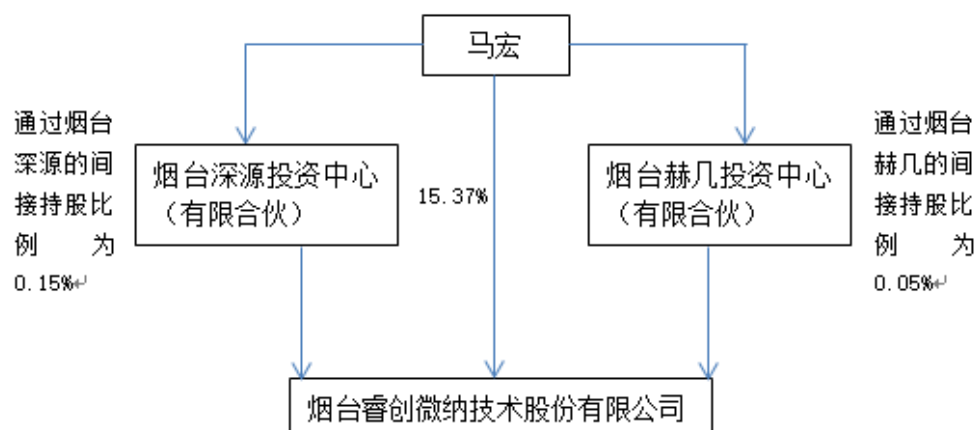 马宏
通过烟台
深源的间
接持股比
例为
0.15%↵
烟台深源投资中心
（有限合伙）
15.37%
烟台赫几投资中心
（有限合伙）
通过烟台
赫几的间
接持股比
例为
0.05%↵
烟台睿创微纳技术股份有限公司